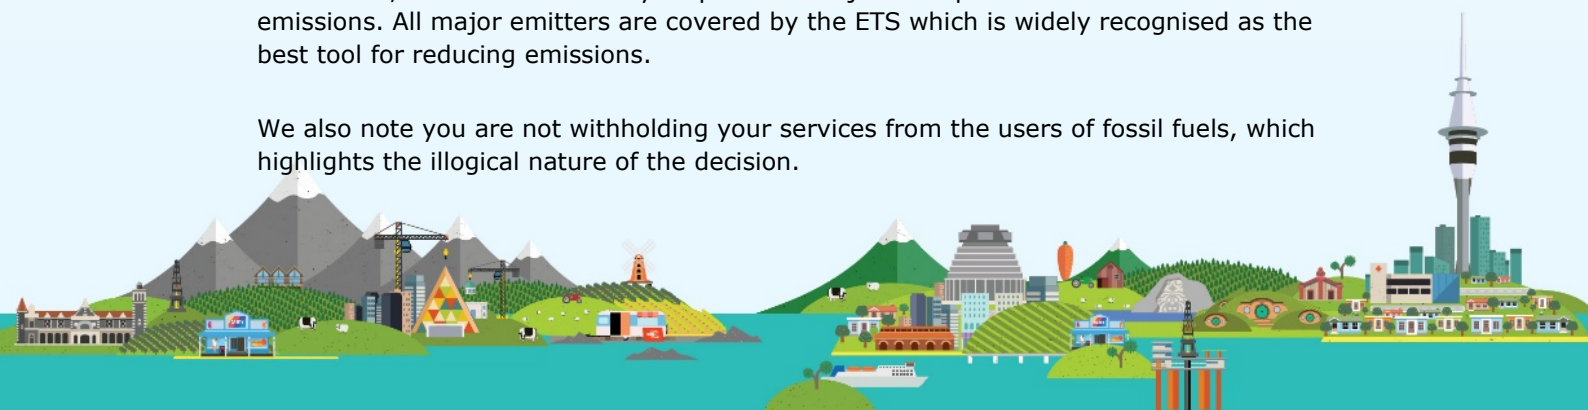 emissions. All major emitters are covered by the ETS which is widely recognised as the
best tool for reducing emissions.
We also note you are not withholding your services from the users of fossil fuels, which
highlights the illogical nature of the decision.